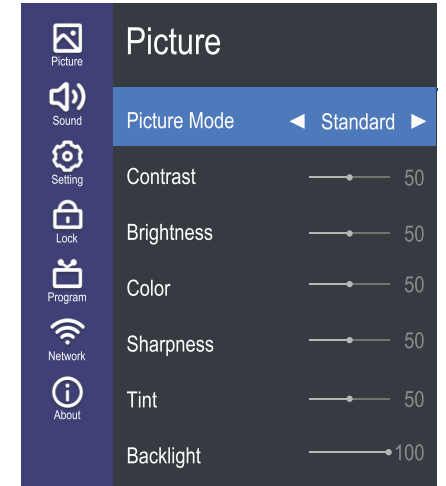 Picture
Sound
Setting
Lock
Program
Network
About
Picture
Picture Mode Standard
Contrast 50
Brightness 50
Color 50
Sharpness 50
Tint 50
Backlight 100